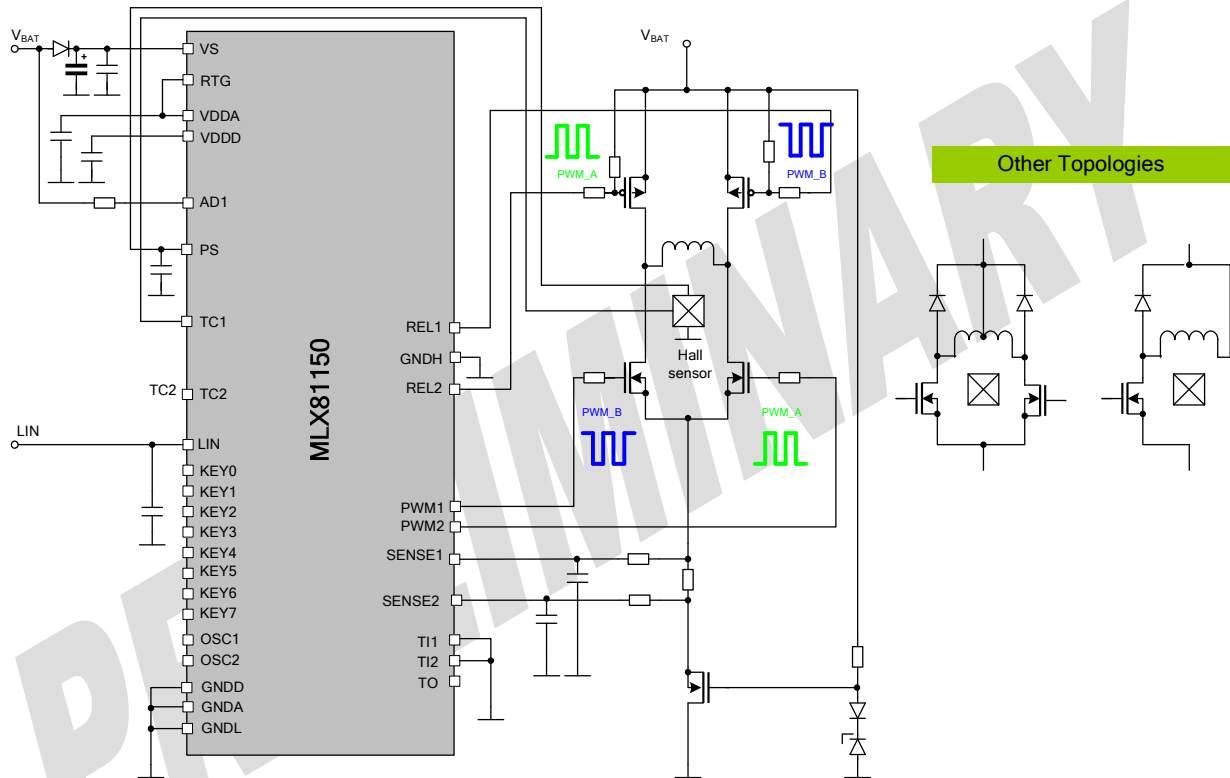 V_BAT
VS
RTG
VDDA
VDDD
AD1
PS
TC1
TC2
TC2
LIN
LIN
KEY0
KEY1
KEY2
KEY3
KEY4
KEY5
KEY6
KEY7
OSC1
OSC2
GNDD
GNDA
GNDL
MLX81150
REL1
GNDH
REL2
PWM1
PWM2
SENSE1
SENSE2
TI1
TI2
TO
V_BAT
PWM_A
PWM_B
Hall
sensor
PWM_B
PWM_A
Other Topologies
PRELIMINARY